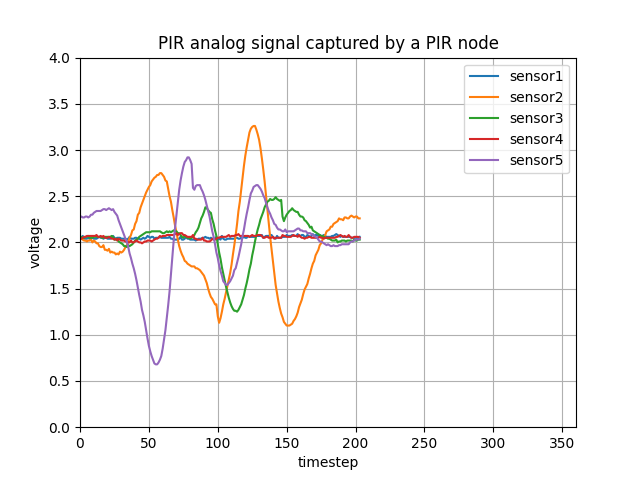 PIR analog signal captured by a PIR node
sensor1
sensor2
sensor3
sensor4
sensor5
4.0
3.5
3.0
2.5
2.0
1.5
1.0
0.5
0.0
voltage
0 50 100 150 200 250 300 350
timestep